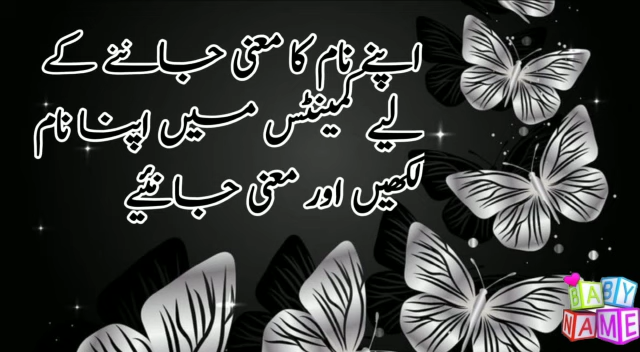 اپنے نام کا معنی جاننے کے
لیے کمینٹس میں اپنا نام
لکھیں اور معنی جانئیے
BABY
NAME